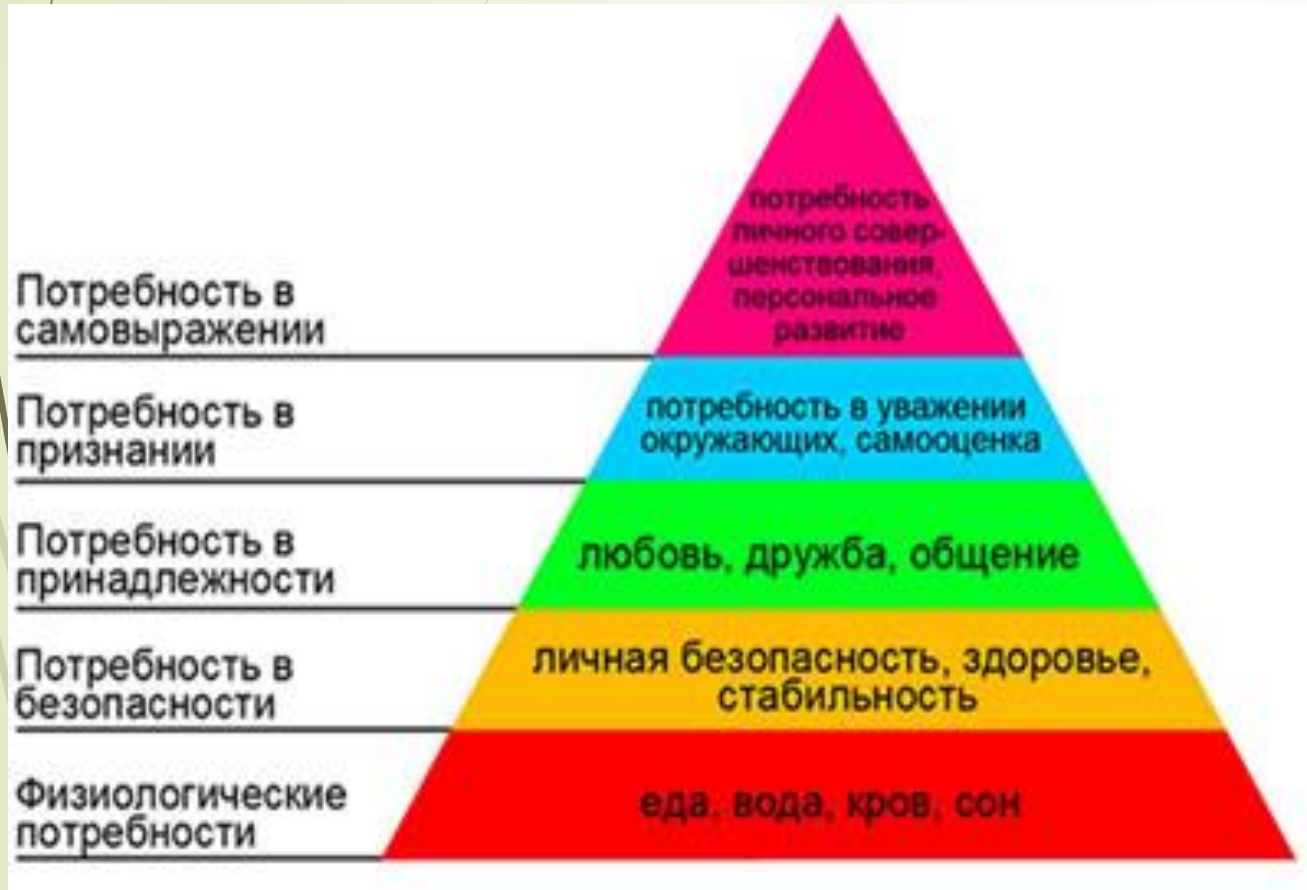 потребность
личного совер-
шенствования,
персональное
развитие
Потребность в
самовыражении
потребность в уважении
окружающих, самооценка
Потребность в
признании
любовь, дружба, общение
Потребность в
принадлежности
личная безопасность, здоровье,
стабильность
Потребность в
безопасности
еда. вода, кров, сон
Физиологические
потребности